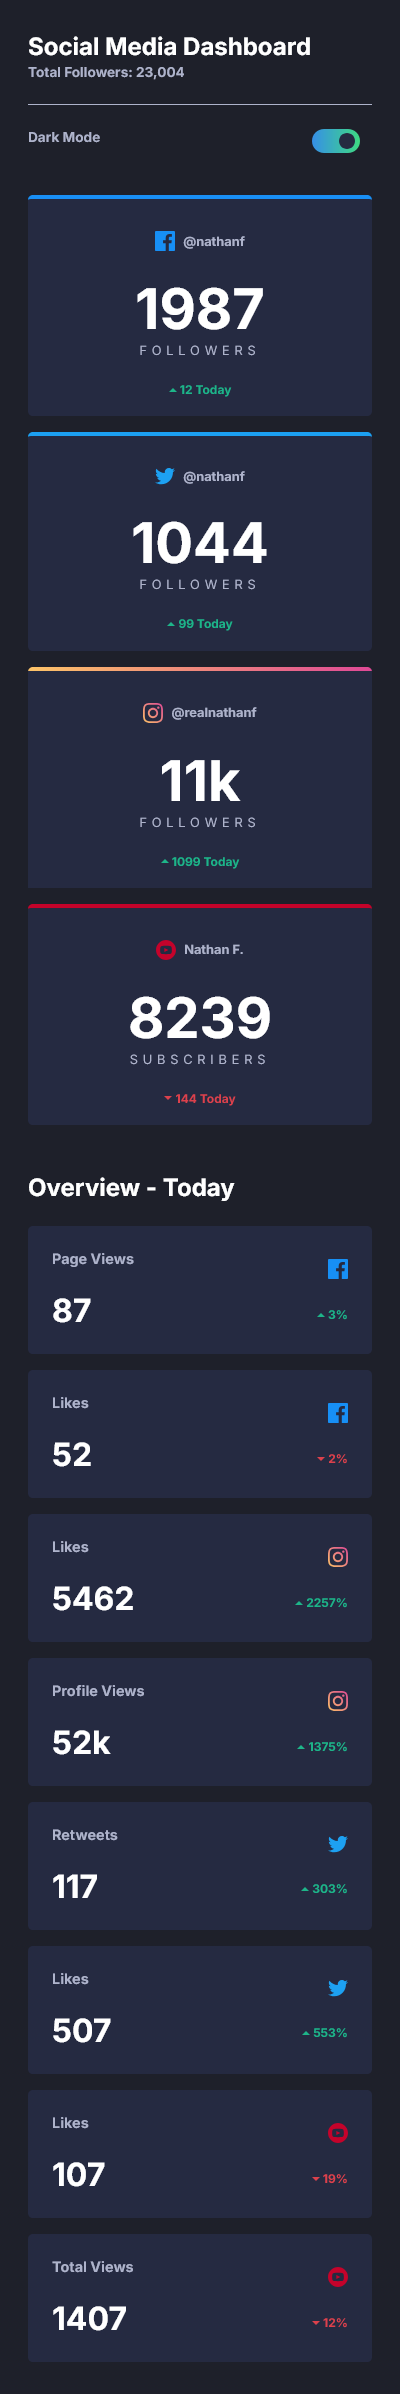 Social Media Dashboard
Total Followers: 23,004
Dark Mode
@nathanf
1987
FOLLOWERS
12 Today
@nathanf
1044
FOLLOWERS
99 Today
@realnathanf
11k
FOLLOWERS
1099 Today
Nathan F.
8239
SUBSCRIBERS
144 Today
Overview - Today
Page Views
87
3%
Likes
52
2%
Likes
5462
2257%
Profile Views
52k
1375%
Retweets
117
303%
Likes
507
553%
Likes
107
19%
Total Views
1407
12%